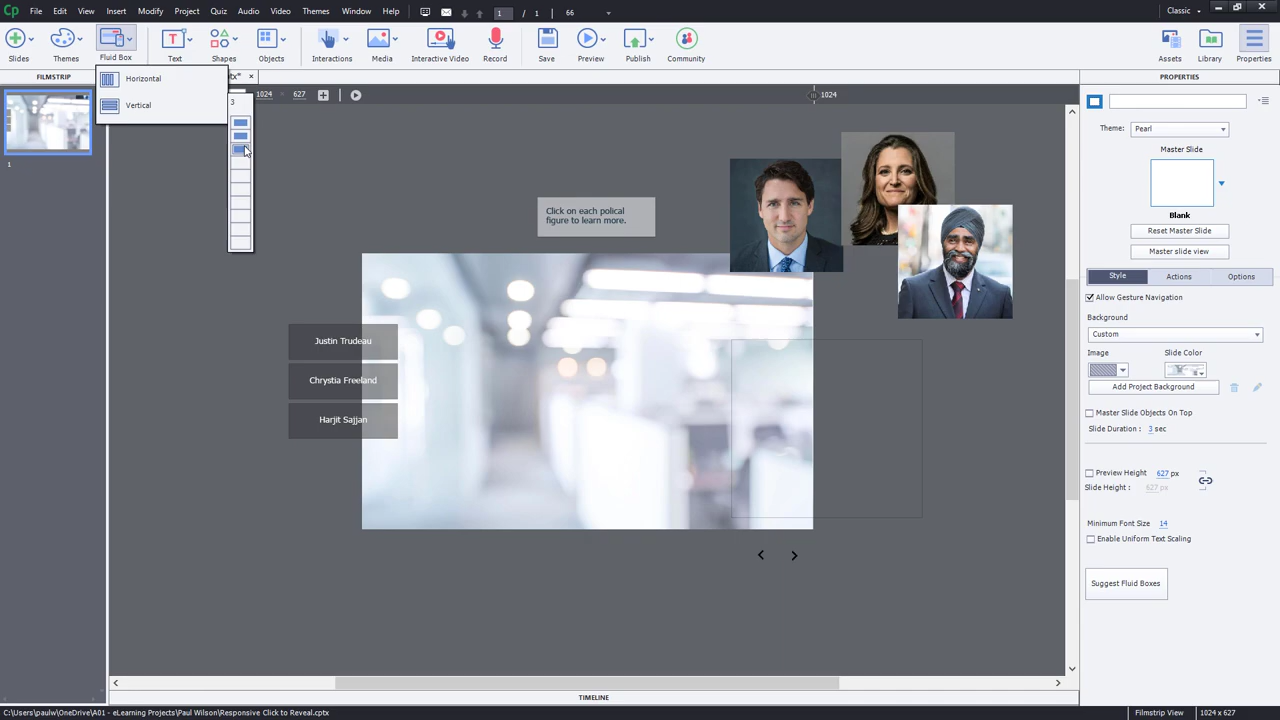 Cp File Edit View Insert Modify Project Quiz Audio Video Themes Window Help 1 / 1 66 Classic
Slides Themes Fluid Box Text Shapes Objects Interactions Media Interactive Video Record Save Preview Publish Community Assets Library Properties
FILMSTRIP
ptx* ×
PROPERTIES
Horizontal
Vertical
3
1024 × 627
1024
1
Click on each polical
figure to learn more.
Justin Trudeau
Chrystia Freeland
Harjit Sajjan
Theme: Pearl
Master Slide
Blank
Reset Master Slide
Master slide view
Style Actions Options
Allow Gesture Navigation
Background
Custom
Image Slide Color
Add Project Background
Master Slide Objects On Top
Slide Duration : 3 sec
Preview Height 627 px
Slide Height : 627 px
Minimum Font Size 14
Enable Uniform Text Scaling
Suggest Fluid Boxes
TIMELINE
C:\Users\paulw\OneDrive\A01 - eLearning Projects\Paul Wilson\Responsive Click to Reveal.cptx
Filmstrip View 1024 x 627